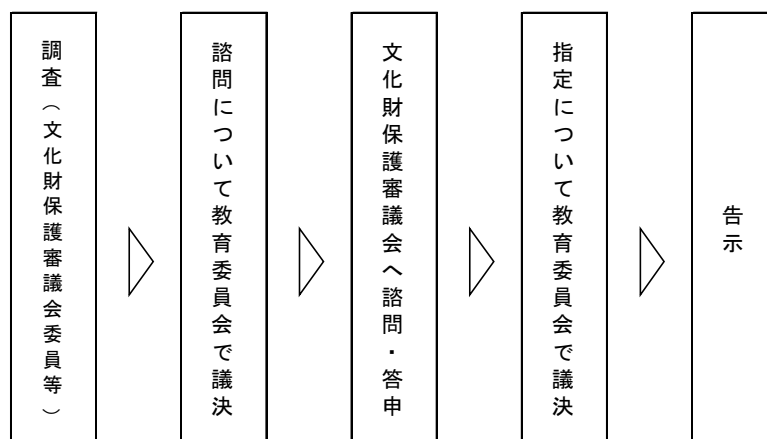 調査（文化財保護審議会委員等）
諮問について教育委員会で議決
文化財保護審議会へ諮問・答申
指定について教育委員会で議決
告示